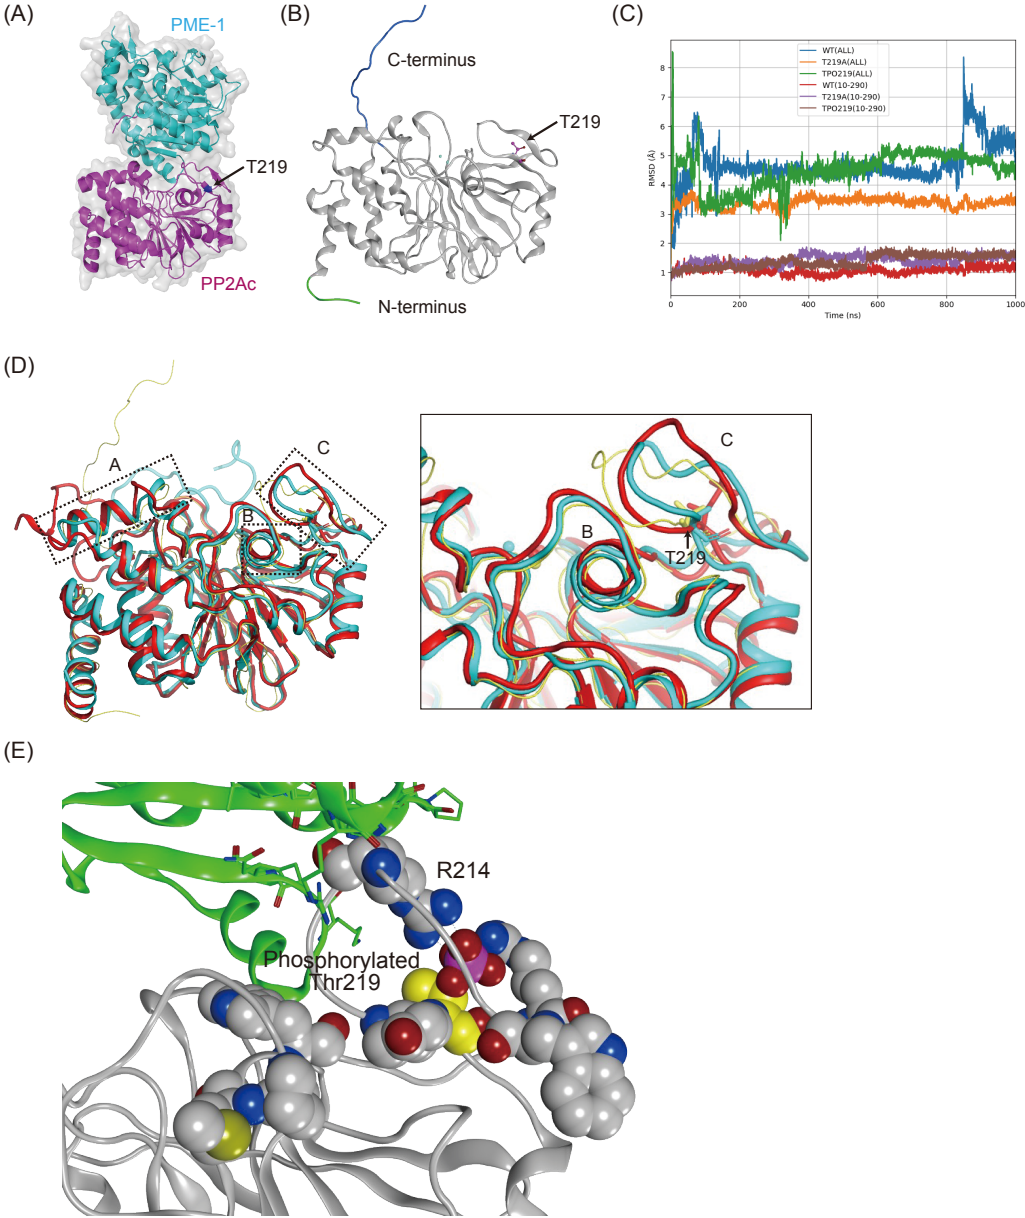 (A)
PME-1
T219
PP2Ac
(B)
C-terminus
T219
N-terminus
(C)
WT(ALL)
T219A(ALL)
TPO219(ALL)
WT(10-290)
T219A(10-290)
TPO219(10-290)
RMSD (Å)
8
7
6
5
4
3
2
1
0
200
400
600
800
1000
Time (ns)
(D)
A
B
C
B
C
T219
(E)
R214
Phosphorylated
Thr219